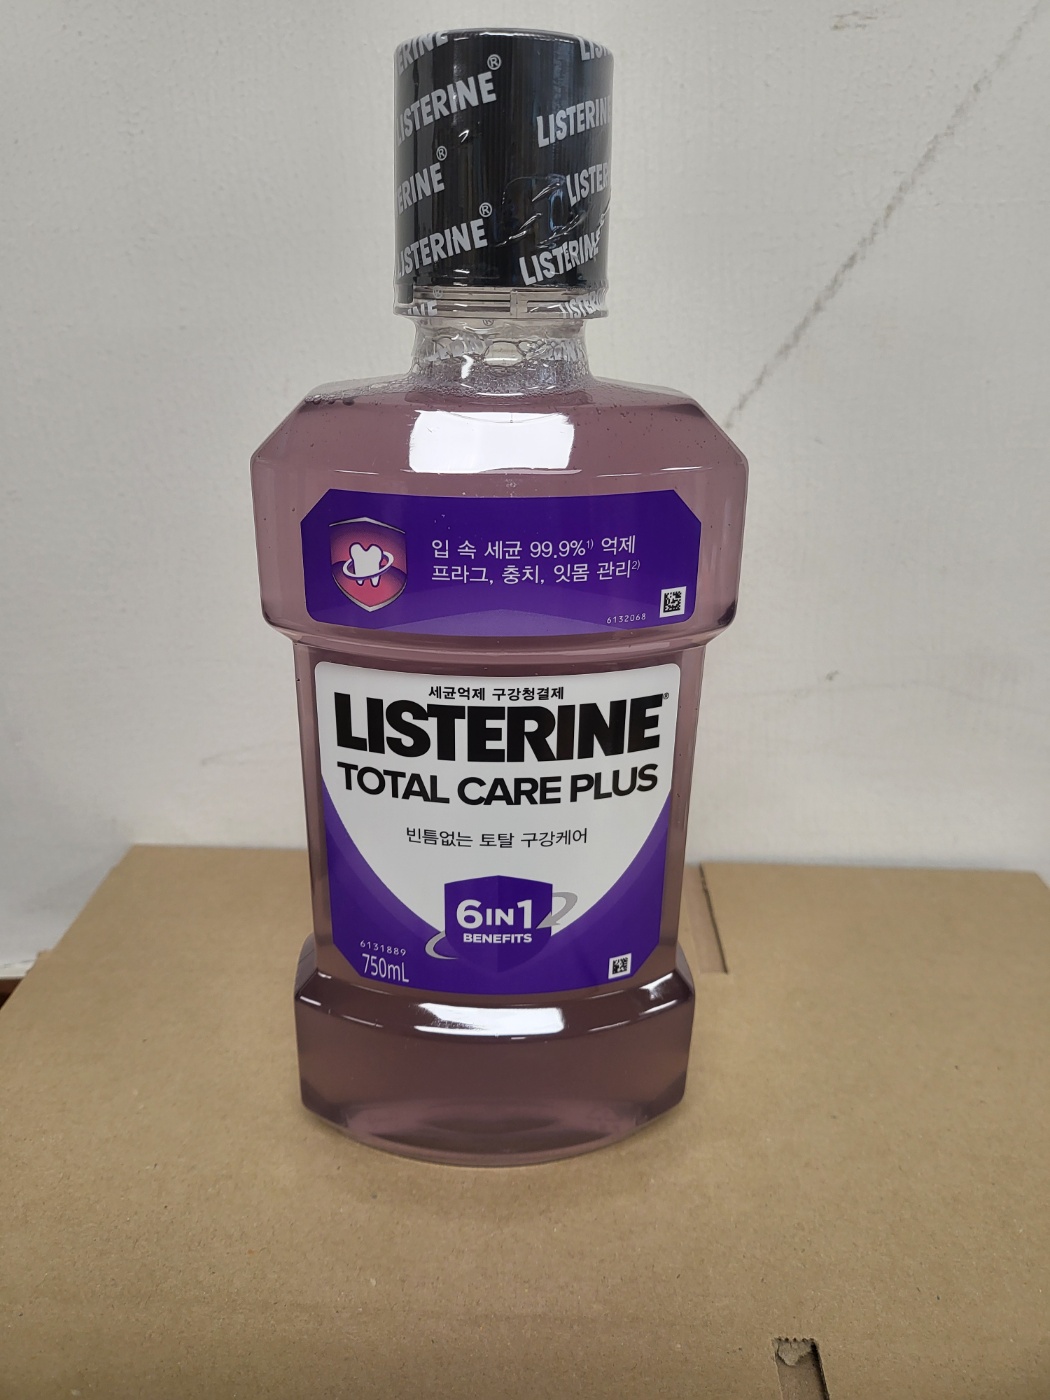 LISTERINE®
LISTERINE
LISTERINE®
LISTERINE
입 속 세균 99.9%1) 억제
프라그, 충치, 잇몸 관리2)
6132068
세균억제 구강청결제
LISTERINE®
TOTAL CARE PLUS
빈틈없는 토탈 구강케어
6IN1
BENEFITS
6131889
750mL